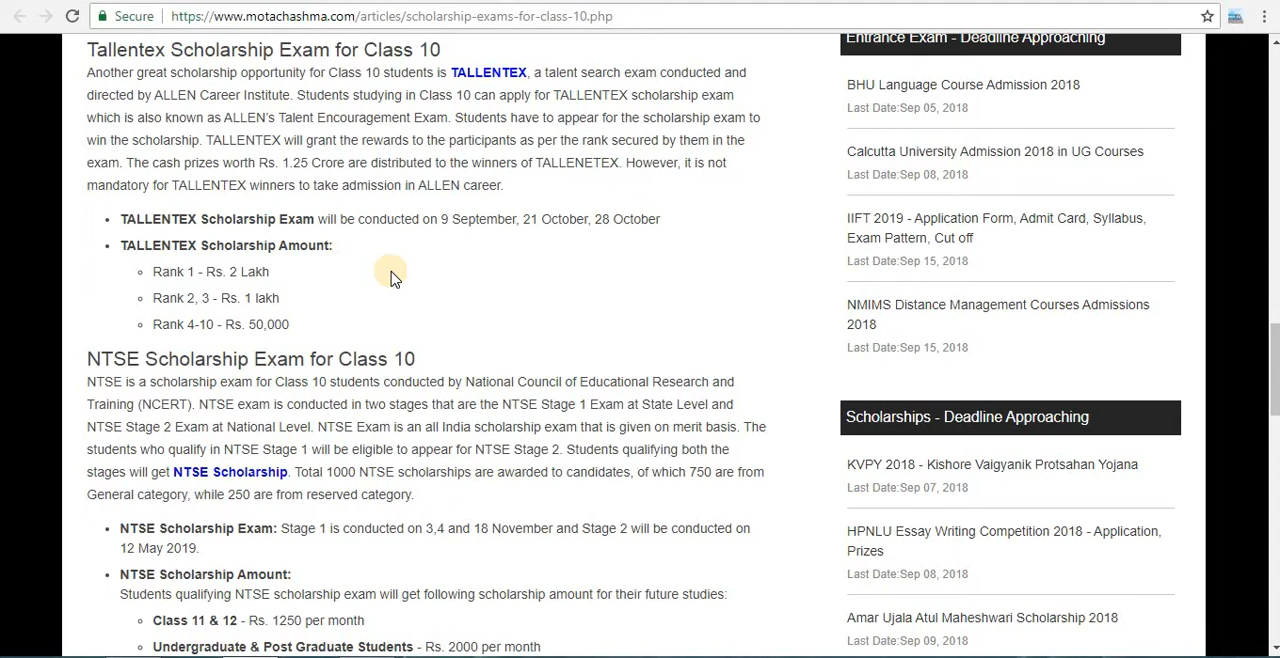 Secure
https://www.motachashma.com/articles/scholarship-exams-for-class-10.php
Tallentex Scholarship Exam for Class 10
Another great scholarship opportunity for Class 10 students is TALLENTEX, a talent search exam conducted and
directed by ALLEN Career Institute. Students studying in Class 10 can apply for TALLENTEX scholarship exam
which is also known as ALLEN's Talent Encouragement Exam. Students have to appear for the scholarship exam to
win the scholarship. TALLENTEX will grant the rewards to the participants as per the rank secured by them in the
exam. The cash prizes worth Rs. 1.25 Crore are distributed to the winners of TALLENETEX. However, it is not
mandatory for TALLENTEX winners to take admission in ALLEN career.
• TALLENTEX Scholarship Exam will be conducted on 9 September, 21 October, 28 October
• TALLENTEX Scholarship Amount:
Rank 1 - Rs. 2 Lakh
Rank 2, 3 - Rs. 1 lakh
Rank 4-10 - Rs. 50,000
NTSE Scholarship Exam for Class 10
NTSE is a scholarship exam for Class 10 students conducted by National Council of Educational Research and
Training (NCERT). NTSE exam is conducted in two stages that are the NTSE Stage 1 Exam at State Level and
NTSE Stage 2 Exam at National Level. NTSE Exam is an all India scholarship exam that is given on merit basis. The
students who qualify in NTSE Stage 1 will be eligible to appear for NTSE Stage 2. Students qualifying both the
stages will get NTSE Scholarship. Total 1000 NTSE scholarships are awarded to candidates, of which 750 are from
General category, while 250 are from reserved category.
• NTSE Scholarship Exam: Stage 1 is conducted on 3,4 and 18 November and Stage 2 will be conducted on
12 May 2019.
• NTSE Scholarship Amount:
Students qualifying NTSE scholarship exam will get following scholarship amount for their future studies:
Class 11 & 12 - Rs. 1250 per month
Undergraduate & Post Graduate Students - Rs. 2000 per month
Entrance Exam - Deadline Approaching
BHU Language Course Admission 2018
Last Date:Sep 05, 2018
Calcutta University Admission 2018 in UG Courses
Last Date:Sep 08, 2018
IIFT 2019 - Application Form, Admit Card, Syllabus,
Exam Pattern, Cut off
Last Date:Sep 15, 2018
NMIMS Distance Management Courses Admissions
2018
Last Date:Sep 15, 2018
Scholarships - Deadline Approaching
KVPY 2018 - Kishore Vaigyanik Protsahan Yojana
Last Date:Sep 07, 2018
HPNLU Essay Writing Competition 2018 - Application,
Prizes
Last Date:Sep 08, 2018
Amar Ujala Atul Maheshwari Scholarship 2018
Last Date:Sep 09, 2018